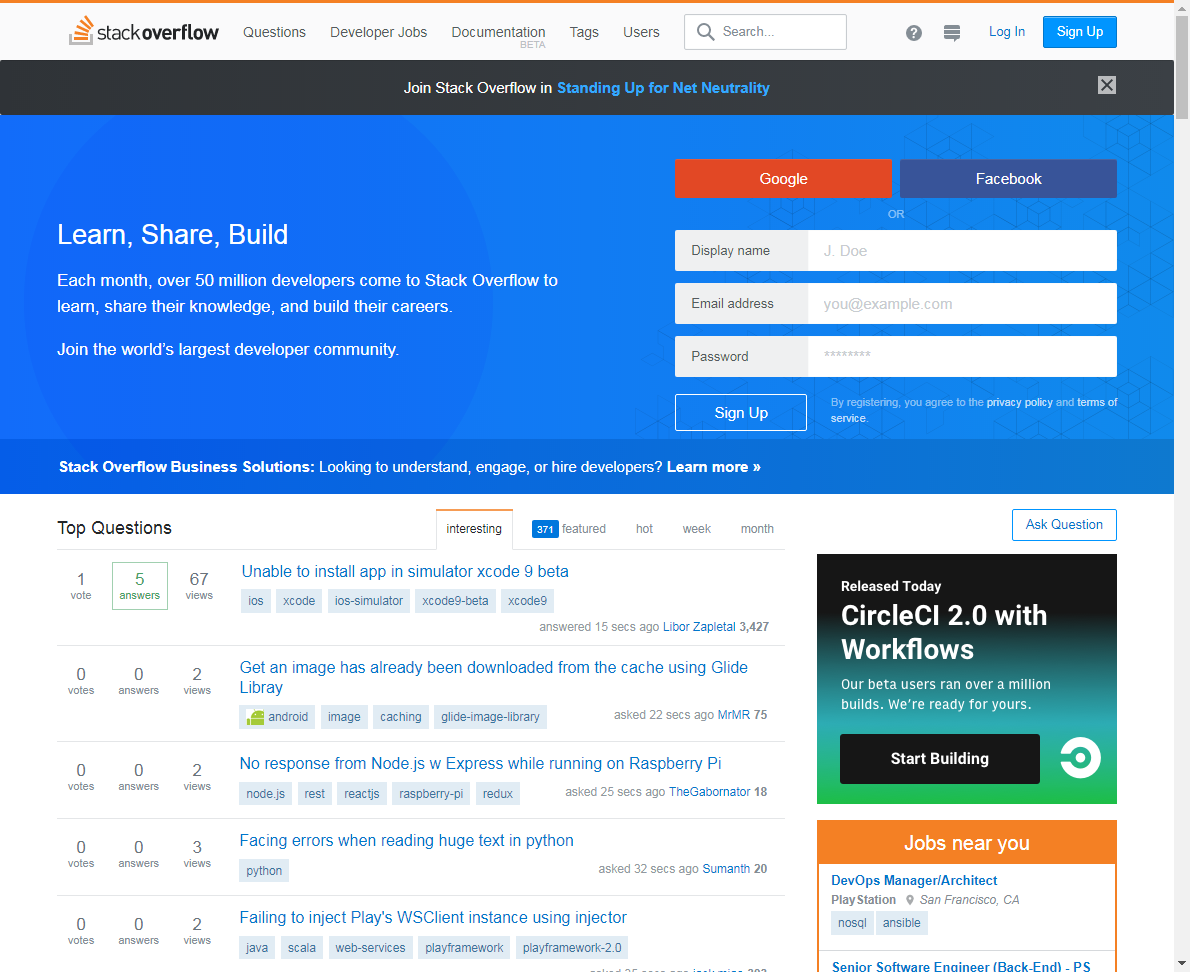 stackoverflow Questions Developer Jobs Documentation BETA Tags Users Search... Log In Sign Up
Join Stack Overflow in Standing Up for Net Neutrality
Google Facebook
OR
Learn, Share, Build
Each month, over 50 million developers come to Stack Overflow to
learn, share their knowledge, and build their careers.
Join the world's largest developer community.
Display name J. Doe
Email address you@example.com
Password ********
Sign Up
By registering, you agree to the privacy policy and terms of
service.
Stack Overflow Business Solutions: Looking to understand, engage, or hire developers? Learn more »
Top Questions
interesting 371 featured hot week month
1 vote 5 answers 67 views
Unable to install app in simulator xcode 9 beta
ios xcode ios-simulator xcode9-beta xcode9
answered 15 secs ago Libor Zapletal 3,427
0 votes 0 answers 2 views
Get an image has already been downloaded from the cache using Glide
Libray
android image caching glide-image-library
asked 22 secs ago MrMR 75
0 votes 0 answers 2 views
No response from Node.js w Express while running on Raspberry Pi
node.js rest reactjs raspberry-pi redux
asked 25 secs ago TheGabornator 18
0 votes 0 answers 3 views
Facing errors when reading huge text in python
python
asked 32 secs ago Sumanth 20
0 votes 0 answers 2 views
Failing to inject Play's WSClient instance using injector
java scala web-services playframework playframework-2.0
Ask Question
Released Today
CircleCI 2.0 with
Workflows
Our beta users ran over a million
builds. We're ready for yours.
Start Building
Jobs near you
DevOps Manager/Architect
PlayStation San Francisco, CA
nosql ansible
Senior Software Engineer (Back-End) - PS